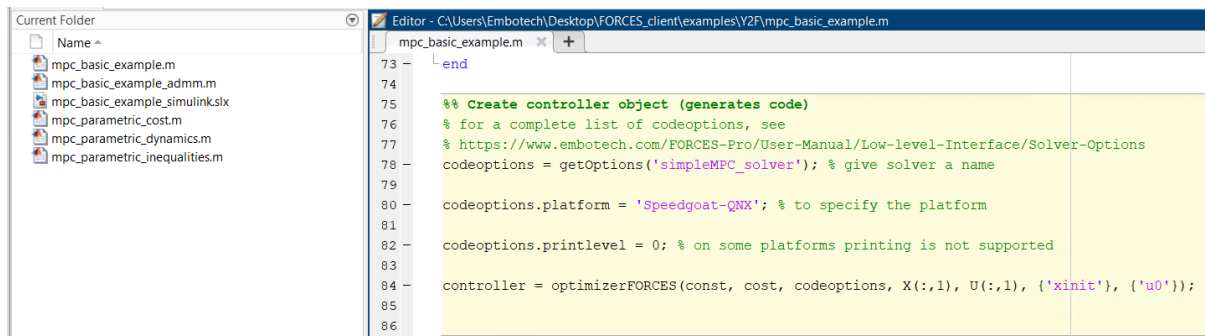 Current Folder
Name
mpc_basic_example.m
mpc_basic_example_admm.m
mpc_basic_example_simulink.slx
mpc_parametric_cost.m
mpc_parametric_dynamics.m
mpc_parametric_inequalities.m
Editor - C:\Users\Embotech\Desktop\FORCES_client\examples\Y2F\mpc_basic_example.m
mpc_basic_example.m × +
73 – end
74
75 %% Create controller object (generates code)
76 % for a complete list of codeoptions, see
77 % https://www.embotech.com/FORCES-Pro/User-Manual/Low-level-Interface/Solver-Options
78 – codeoptions = getOptions('simpleMPC_solver'); % give solver a name
79
80 – codeoptions.platform = 'Speedgoat-QNX'; % to specify the platform
81
82 – codeoptions.printlevel = 0; % on some platforms printing is not supported
83
84 – controller = optimizerFORCES(const, cost, codeoptions, X(:,1), U(:,1), {'xinit'}, {'u0'});
85
86